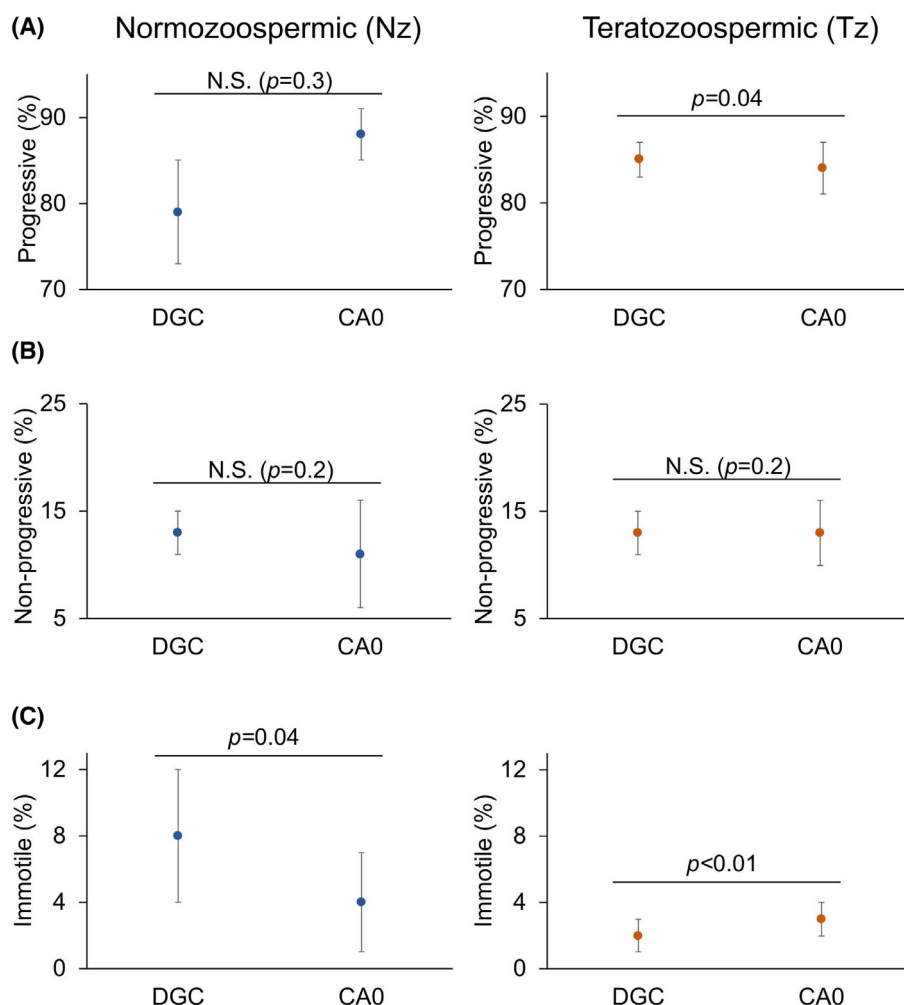 (A)
Normozoospermic (Nz)
Teratozoospermic (Tz)
Progressive (%)
90
80
70
N.S. (p=0.3)
DGC
CA0
Progressive (%)
90
80
70
p=0.04
DGC
CA0
(B)
Non-progressive (%)
25
15
5
N.S. (p=0.2)
DGC
CA0
Non-progressive (%)
25
15
5
N.S. (p=0.2)
DGC
CA0
(C)
Immotile (%)
12
8
4
0
p=0.04
DGC
CA0
Immotile (%)
12
8
4
0
p<0.01
DGC
CA0